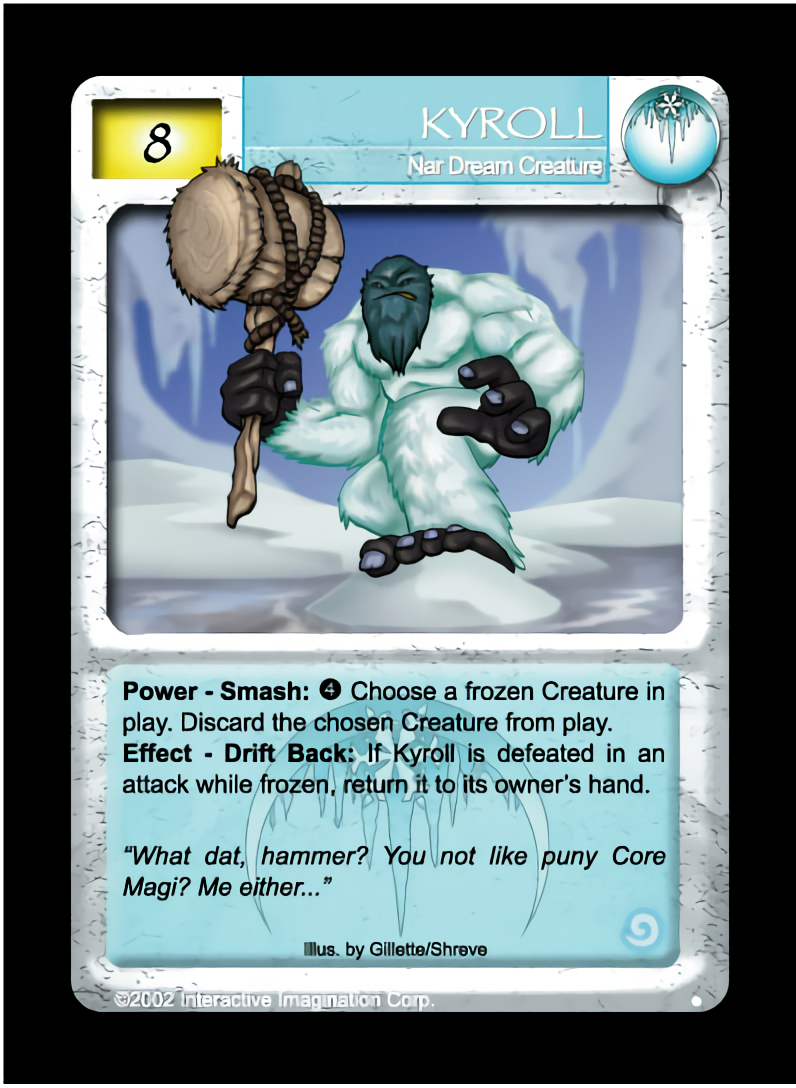 8
KYROLL
Nar Dream Creature
Power - Smash: ❹ Choose a frozen Creature in
play. Discard the chosen Creature from play.
Effect - Drift Back: If Kyroll is defeated in an
attack while frozen, return it to its owner's hand.
"What dat, hammer? You not like puny Core
Magi? Me either..."
Illus. by Gillette/Shreve
©2002 Interactive Imagination Corp.